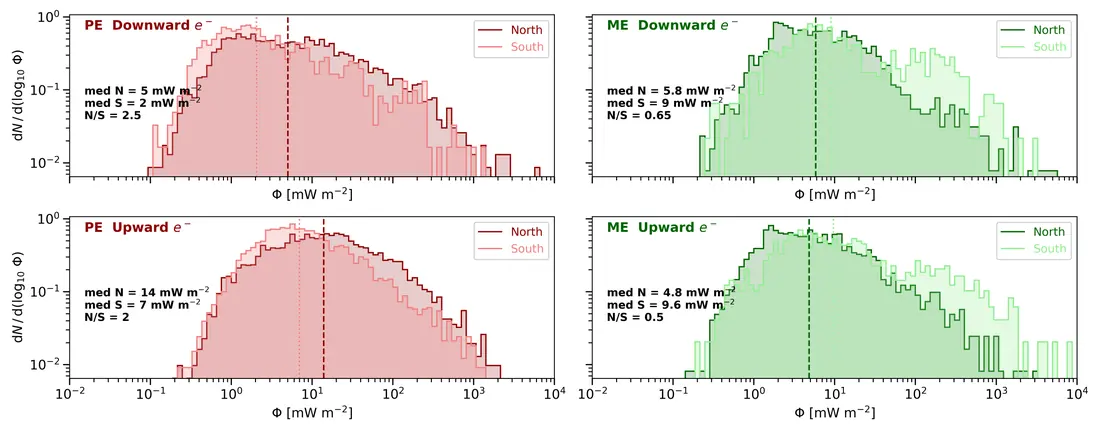 PE Downward e⁻
North
South
med N = 5 mW m⁻²
med S = 2 mW m⁻²
N/S = 2.5
dN / d(log₁₀ Φ)
10⁰
10⁻¹
10⁻²
Φ [mW m⁻²]
ME Downward e⁻
North
South
med N = 5.8 mW m⁻²
med S = 9 mW m⁻²
N/S = 0.65
Φ [mW m⁻²]
PE Upward e⁻
North
South
med N = 14 mW m⁻²
med S = 7 mW m⁻²
N/S = 2
dN / d(log₁₀ Φ)
10⁰
10⁻¹
10⁻²
10⁻² 10⁻¹ 10⁰ 10¹ 10² 10³ 10⁴
Φ [mW m⁻²]
ME Upward e⁻
North
South
med N = 4.8 mW m⁻²
med S = 9.6 mW m⁻²
N/S = 0.5
10⁻² 10⁻¹ 10⁰ 10¹ 10² 10³ 10⁴
Φ [mW m⁻²]